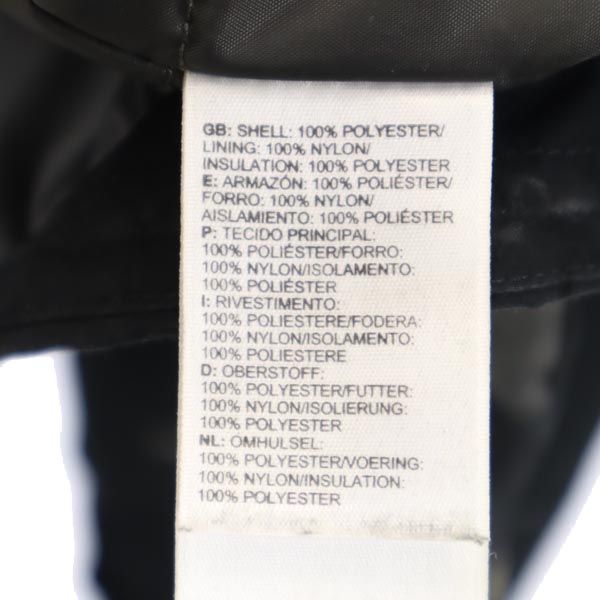 GB: SHELL: 100% POLYESTER/
LINING: 100% NYLON/
INSULATION: 100% POLYESTER
E: ARMAZÓN: 100% POLIÉSTER/
FORRO: 100% NYLON/
AISLAMIENTO: 100% POLIÉSTER
P: TECIDO PRINCIPAL:
100% POLIÉSTER/FORRO:
100% NYLON/ISOLAMENTO:
100% POLIÉSTER
I: RIVESTIMENTO:
100% POLIESTERE/FODERA:
100% NYLON/ISOLAMENTO:
100% POLIESTERE
D: OBERSTOFF:
100% POLYESTER/FUTTER:
100% NYLON/ISOLIERUNG:
100% POLYESTER
NL: OMHULSEL:
100% POLYESTER/VOERING:
100% NYLON/INSULATION:
100% POLYESTER